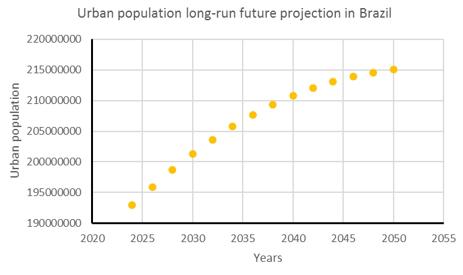 Urban population long-run future projection in Brazil
220000000
215000000
210000000
205000000
200000000
195000000
190000000
Urban population
2020 2025 2030 2035 2040 2045 2050 2055
Years